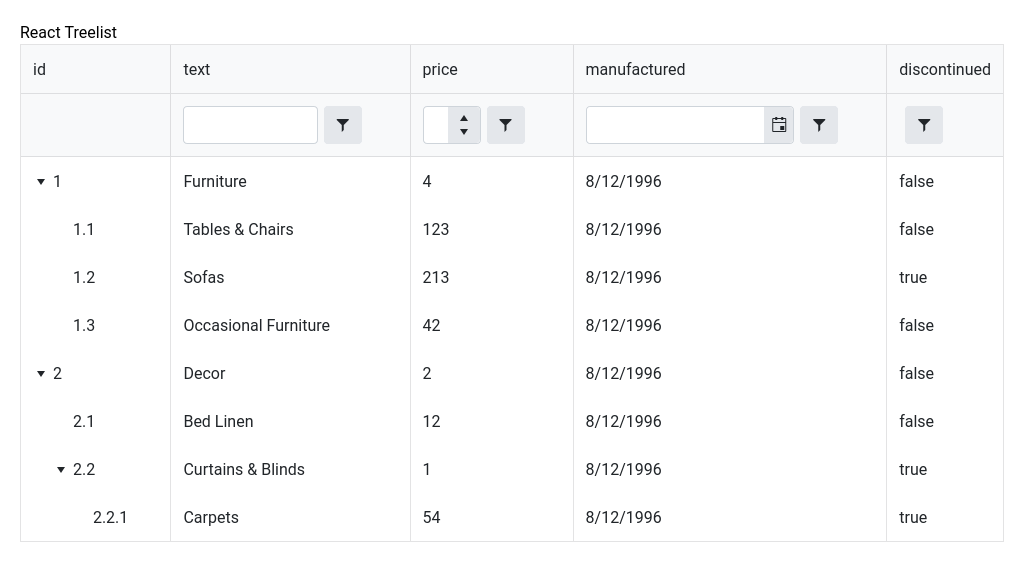 React Treelist
id text price manufactured discontinued
1 Furniture 4 8/12/1996 false
1.1 Tables & Chairs 123 8/12/1996 false
1.2 Sofas 213 8/12/1996 true
1.3 Occasional Furniture 42 8/12/1996 false
2 Decor 2 8/12/1996 false
2.1 Bed Linen 12 8/12/1996 false
2.2 Curtains & Blinds 1 8/12/1996 true
2.2.1 Carpets 54 8/12/1996 true